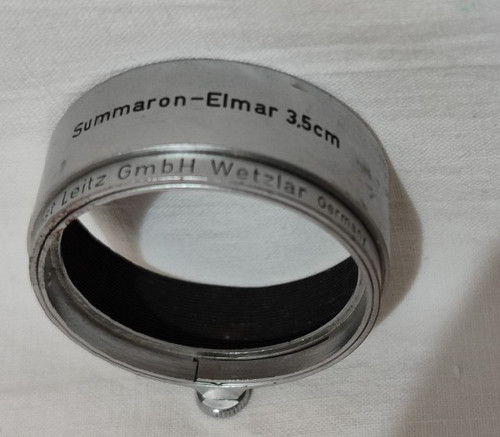 Summaron-Elmar 3,5cm
Leitz GmbH Wetzlar Germany